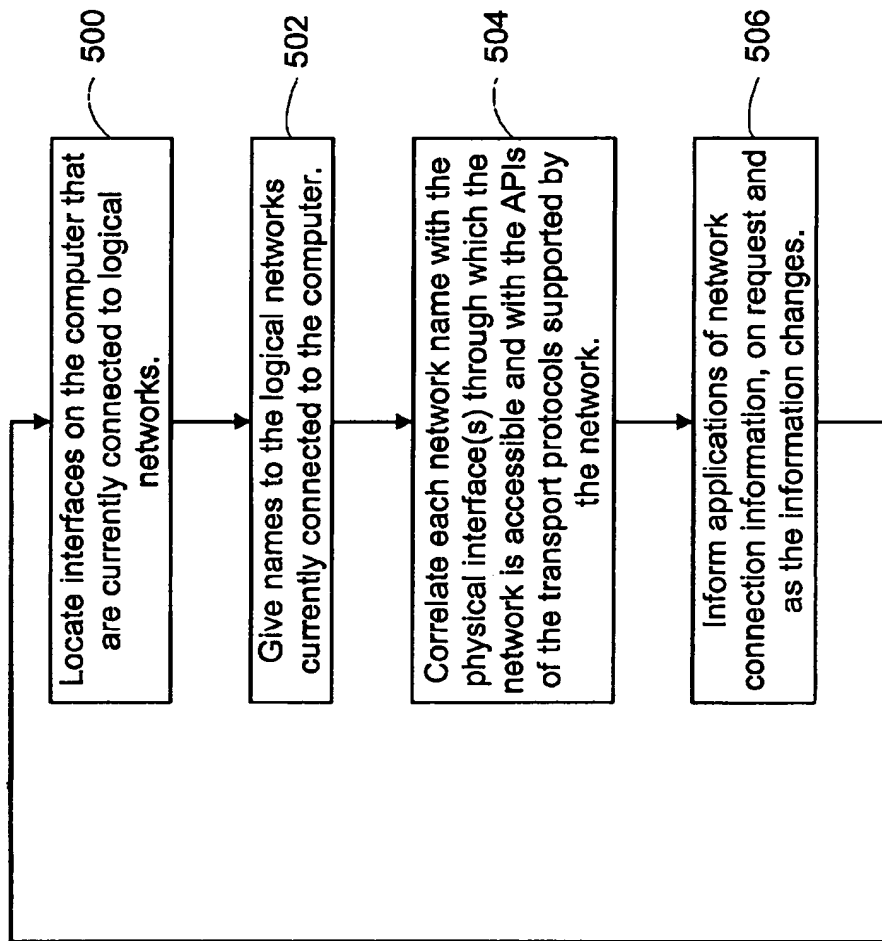 500
Locate interfaces on the computer that
are currently connected to logical
networks.
502
Give names to the logical networks
currently connected to the computer.
504
Correlate each network name with the
physical interface(s) through which the
network is accessible and with the APIs
of the transport protocols supported by
the network.
506
Inform applications of network
connection information, on request and
as the information changes.